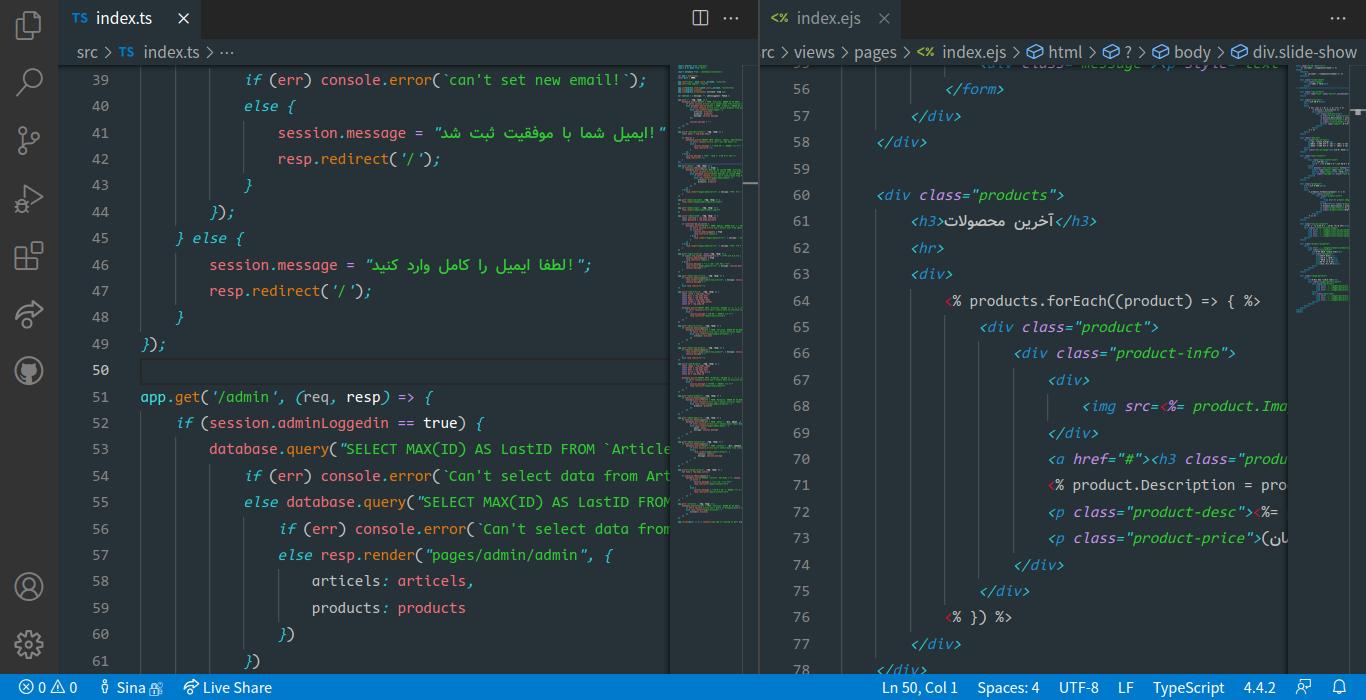 TS index.ts
src > TS index.ts > ...
39 if (err) console.error(`can't set new email!`);
40 else {
41 session.message = "ایمیل شما با موفقیت ثبت شد!"
42 resp.redirect('/');
43 }
44 });
45 } else {
46 session.message = "لطفا ایمیل را کامل وارد کنید!";
47 resp.redirect('/');
48 }
49 });
50
51 app.get('/admin', (req, resp) => {
52 if (session.adminLoggedin == true) {
53 database.query("SELECT MAX(ID) AS LastID FROM `Article
54 if (err) console.error(`Can't select data from Art
55 else database.query("SELECT MAX(ID) AS LastID FROM
56 if (err) console.error(`Can't select data from
57 else resp.render("pages/admin/admin", {
58 articels: articels,
59 products: products
60 })
61 })
<% index.ejs
rc > views > pages > <% index.ejs > html > ? > body > div.slide-show
56 </form>
57 </div>
58 </div>
59
60 <div class="products">
61 <h3>آخرین محصولات</h3>
62 <hr>
63 <div>
64 <% products.forEach((product) => { %>
65 <div class="product">
66 <div class="product-info">
67 <div>
68 <img src=<%= product.Ima
69 </div>
70 <a href="#"><h3 class="produ
71 <% product.Description = pro
72 <p class="product-desc"><%=
73 <p class="product-price">(ان
74 </div>
75 </div>
76 <% }) %>
77 </div>
78 </div>
0 0 Sina Live Share Ln 50, Col 1 Spaces: 4 UTF-8 LF TypeScript 4.4.2